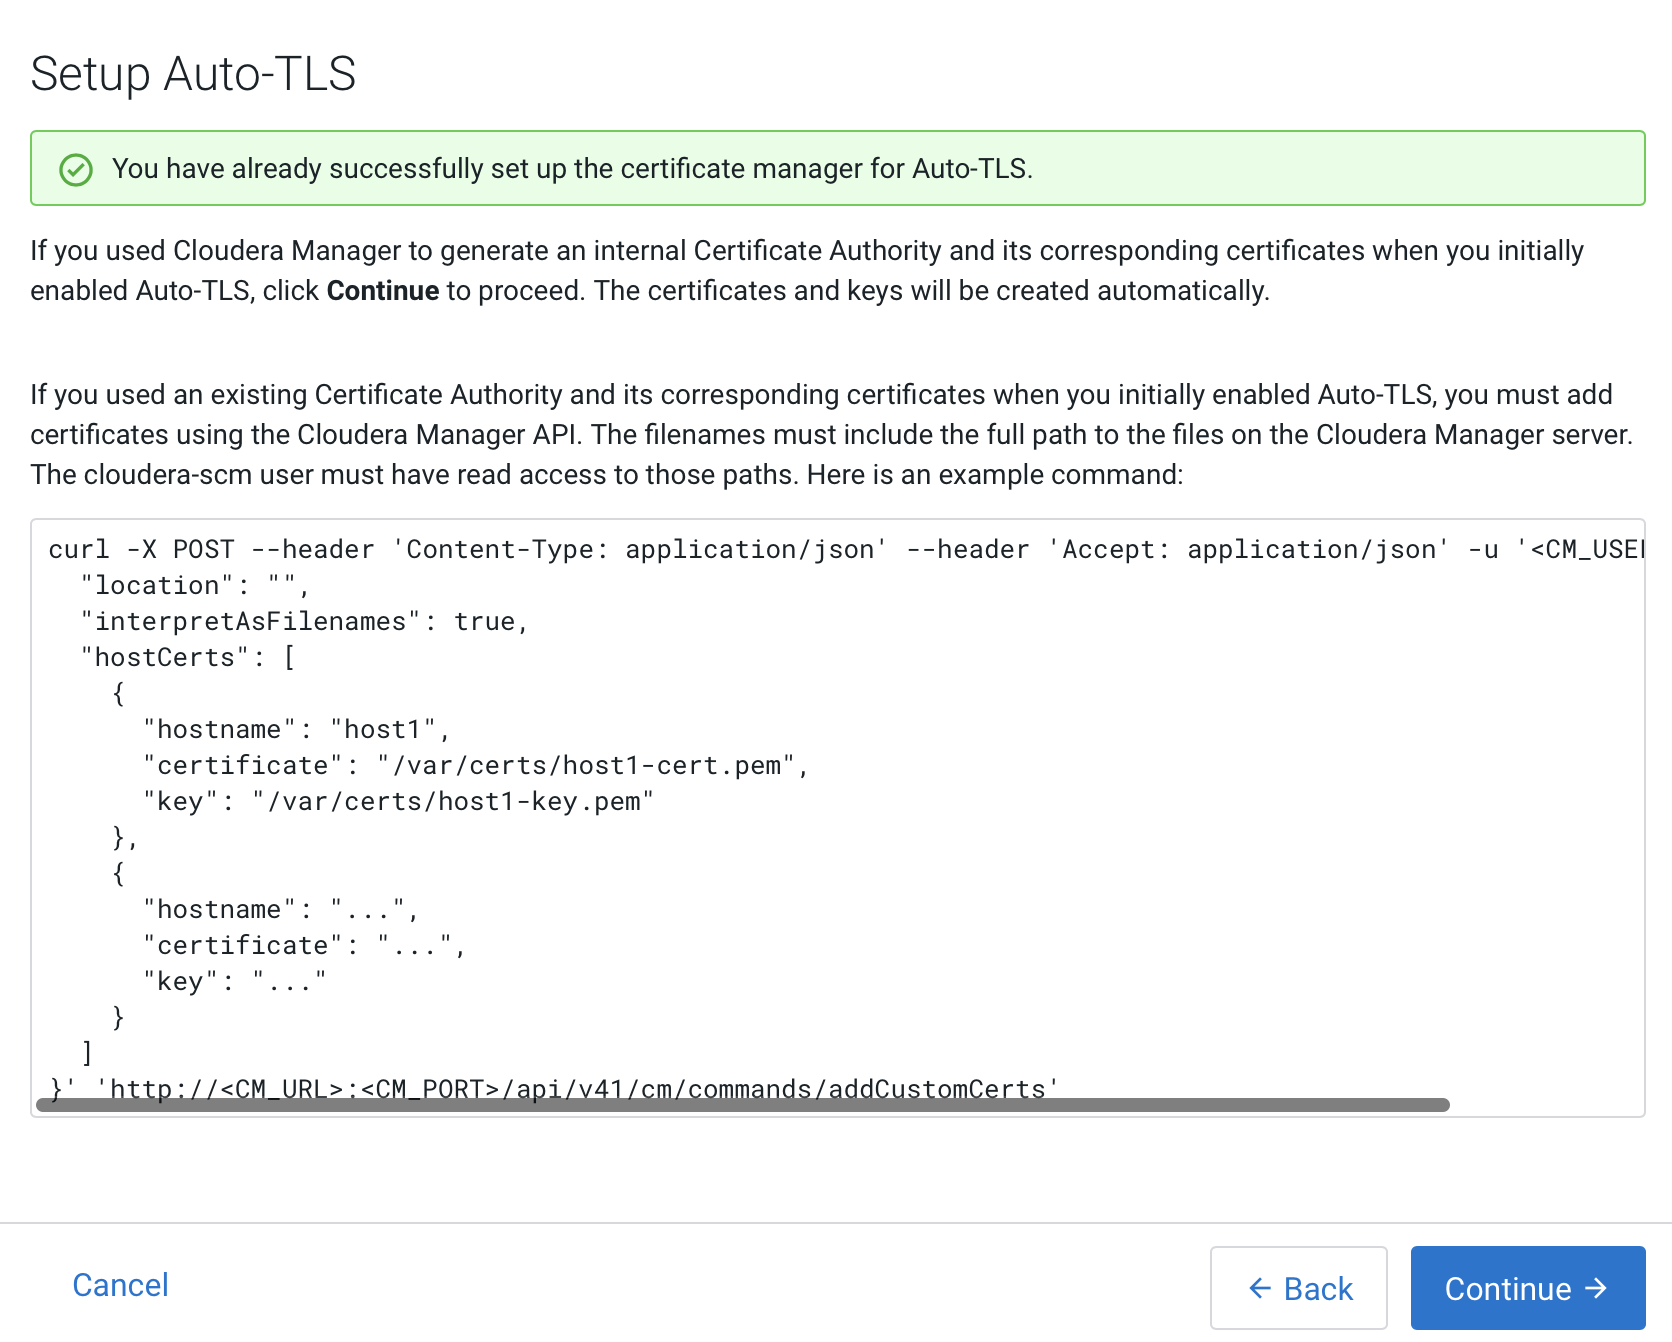 Setup Auto-TLS
You have already successfully set up the certificate manager for Auto-TLS.
If you used Cloudera Manager to generate an internal Certificate Authority and its corresponding certificates when you initially
enabled Auto-TLS, click Continue to proceed. The certificates and keys will be created automatically.
If you used an existing Certificate Authority and its corresponding certificates when you initially enabled Auto-TLS, you must add
certificates using the Cloudera Manager API. The filenames must include the full path to the files on the Cloudera Manager server.
The cloudera-scm user must have read access to those paths. Here is an example command:
curl -X POST --header 'Content-Type: application/json' --header 'Accept: application/json' -u '<CM_USE
  "location": "",
  "interpretAsFilenames": true,
  "hostCerts": [
    {
      "hostname": "host1",
      "certificate": "/var/certs/host1-cert.pem",
      "key": "/var/certs/host1-key.pem"
    },
    {
      "hostname": "...",
      "certificate": "...",
      "key": "..."
    }
  ]
}' 'http://<CM_URL>:<CM_PORT>/api/v41/cm/commands/addCustomCerts'
Cancel
← Back
Continue →